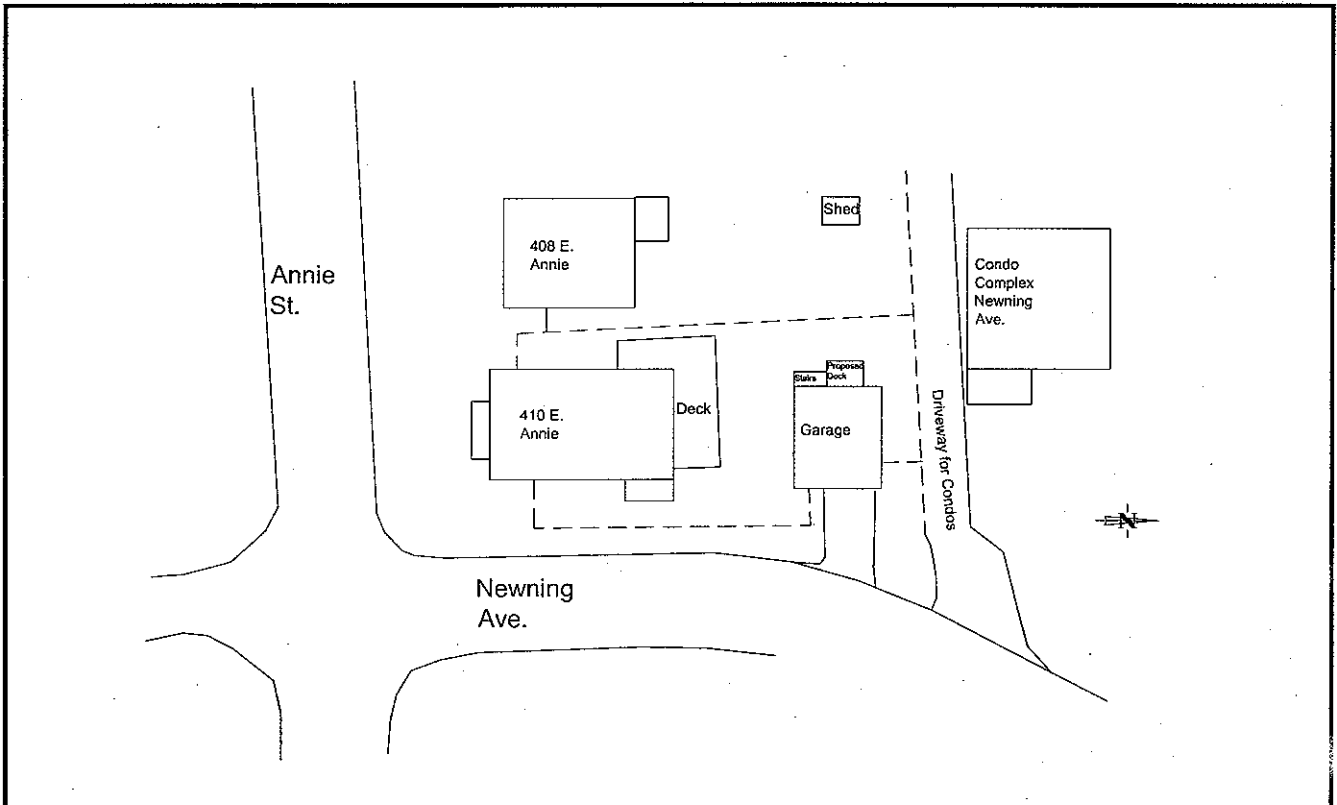 Annie
St.
408 E.
Annie
Shed
Condo
Complex
Newning
Ave.
Stairs
Proposed
Deck
410 E.
Annie
Deck
Garage
Driveway for Condos
N
Newning
Ave.